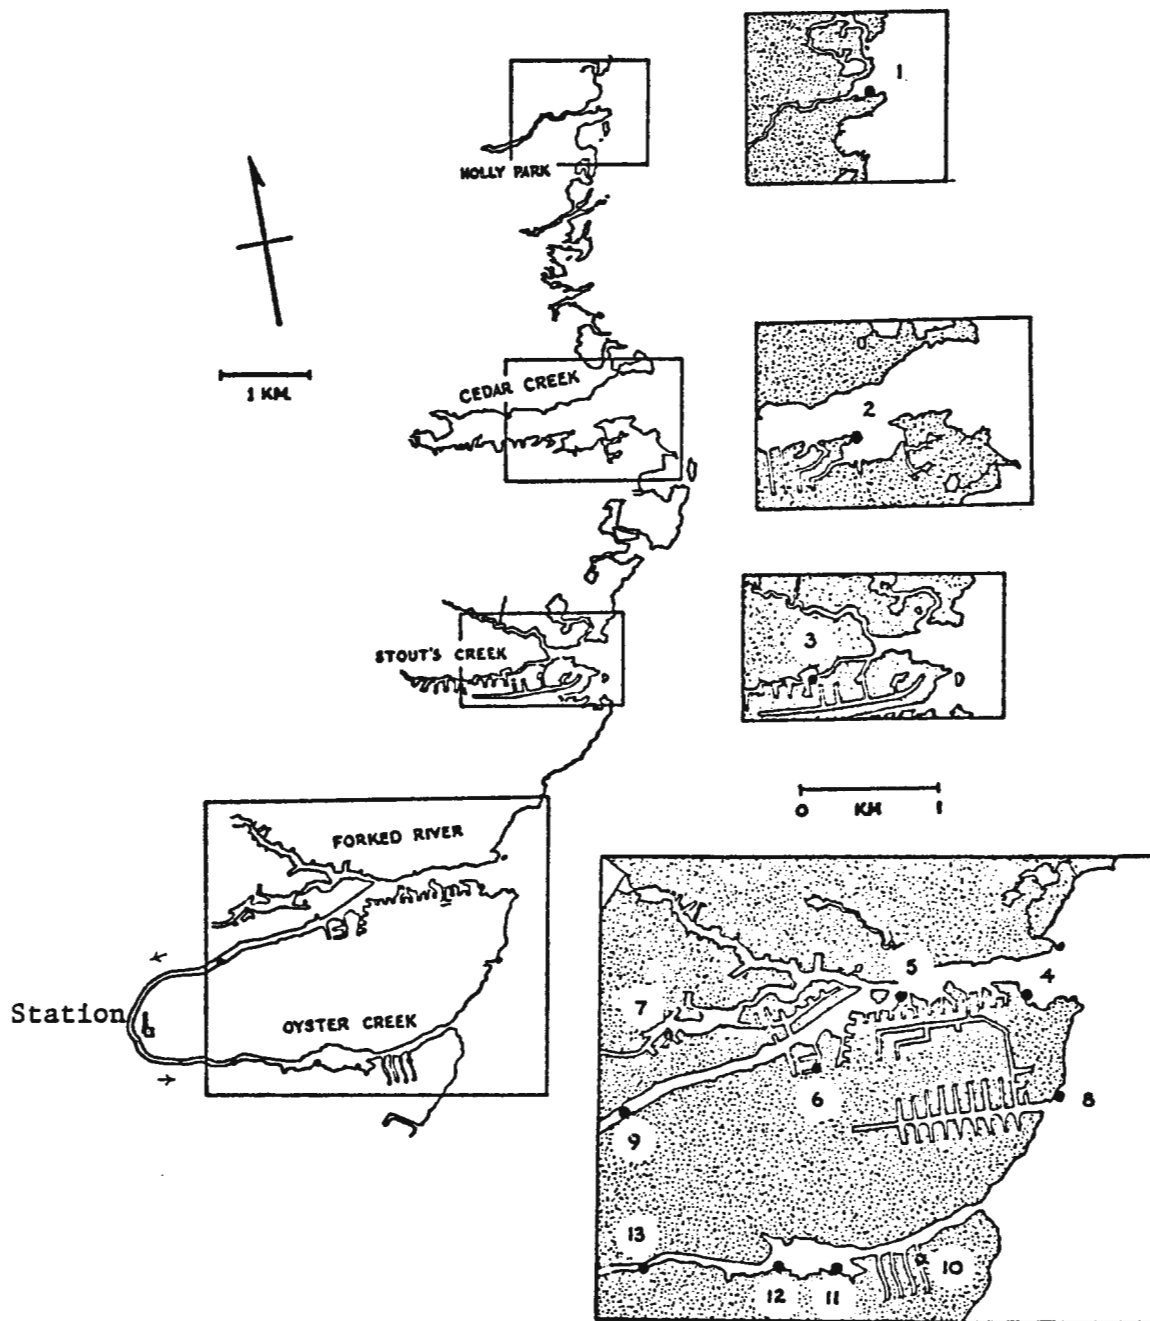 1
HOLLY PARK
1 KM.
CEDAR CREEK
2
STOUT'S CREEK
3
0 KM 1
FORKED RIVER
Station
OYSTER CREEK
5
4
7
6
8
9
13
10
12
11